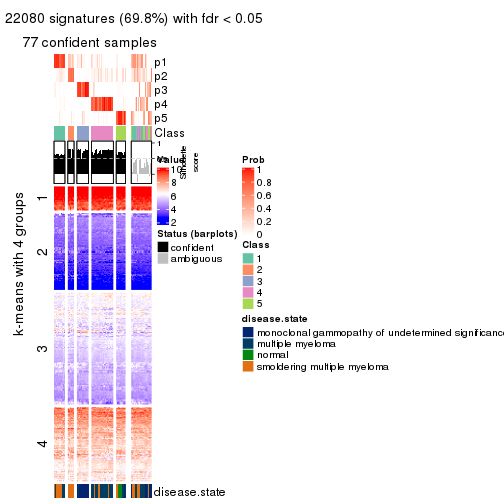 22080 signatures (69.8%) with fdr < 0.05
77 confident samples
p1
p2
p3
p4
p5
Class
1
Silhouette
score
Value
10
8
6
4
2
Status (barplots)
confident
ambiguous
Prob
1
0.8
0.6
0.4
0.2
0
Class
1
2
3
4
5
disease.state
monoclonal gammopathy of undetermined significance
multiple myeloma
normal
smoldering multiple myeloma
k-means with 4 groups
1
2
3
4
disease.state